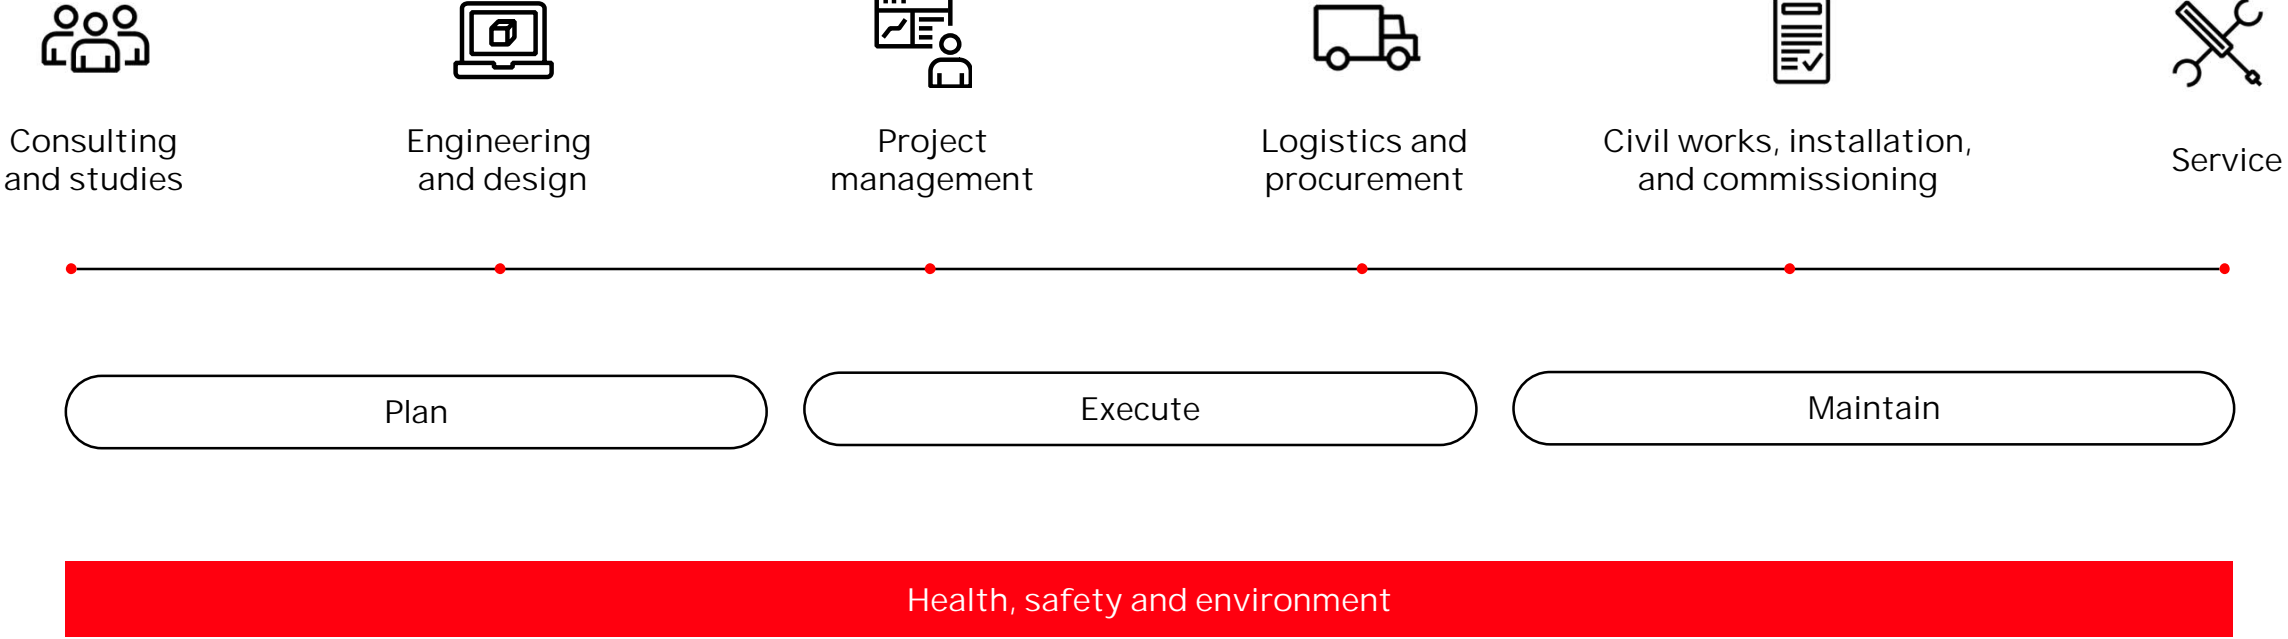 Consulting
and studies
Engineering
and design
Project
management
Logistics and
procurement
Civil works, installation,
and commissioning
Service
Plan
Execute
Maintain
Health, safety and environment